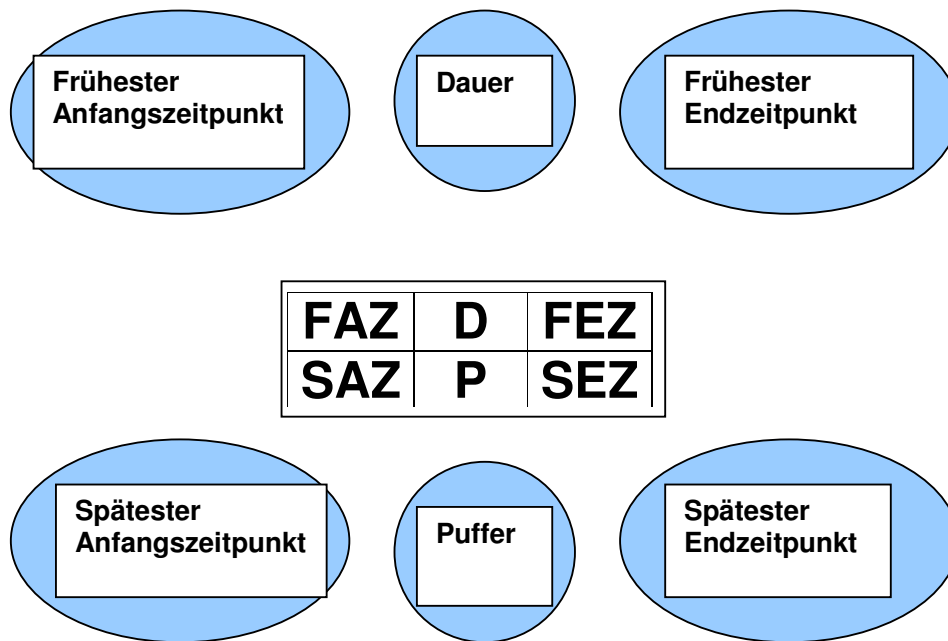 Frühester
Anfangszeitpunkt
Dauer
Frühester
Endzeitpunkt
FAZ D FEZ
SAZ P SEZ
Spätester
Anfangszeitpunkt
Puffer
Spätester
Endzeitpunkt